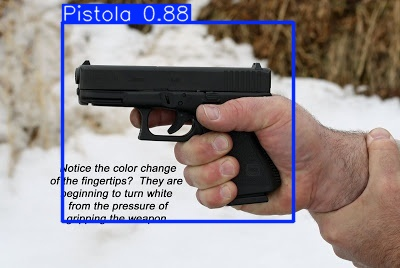 Pistola 0.88
Notice the color change
of the fingertips?  They are
beginning to turn white
from the pressure of
gripping the weapon